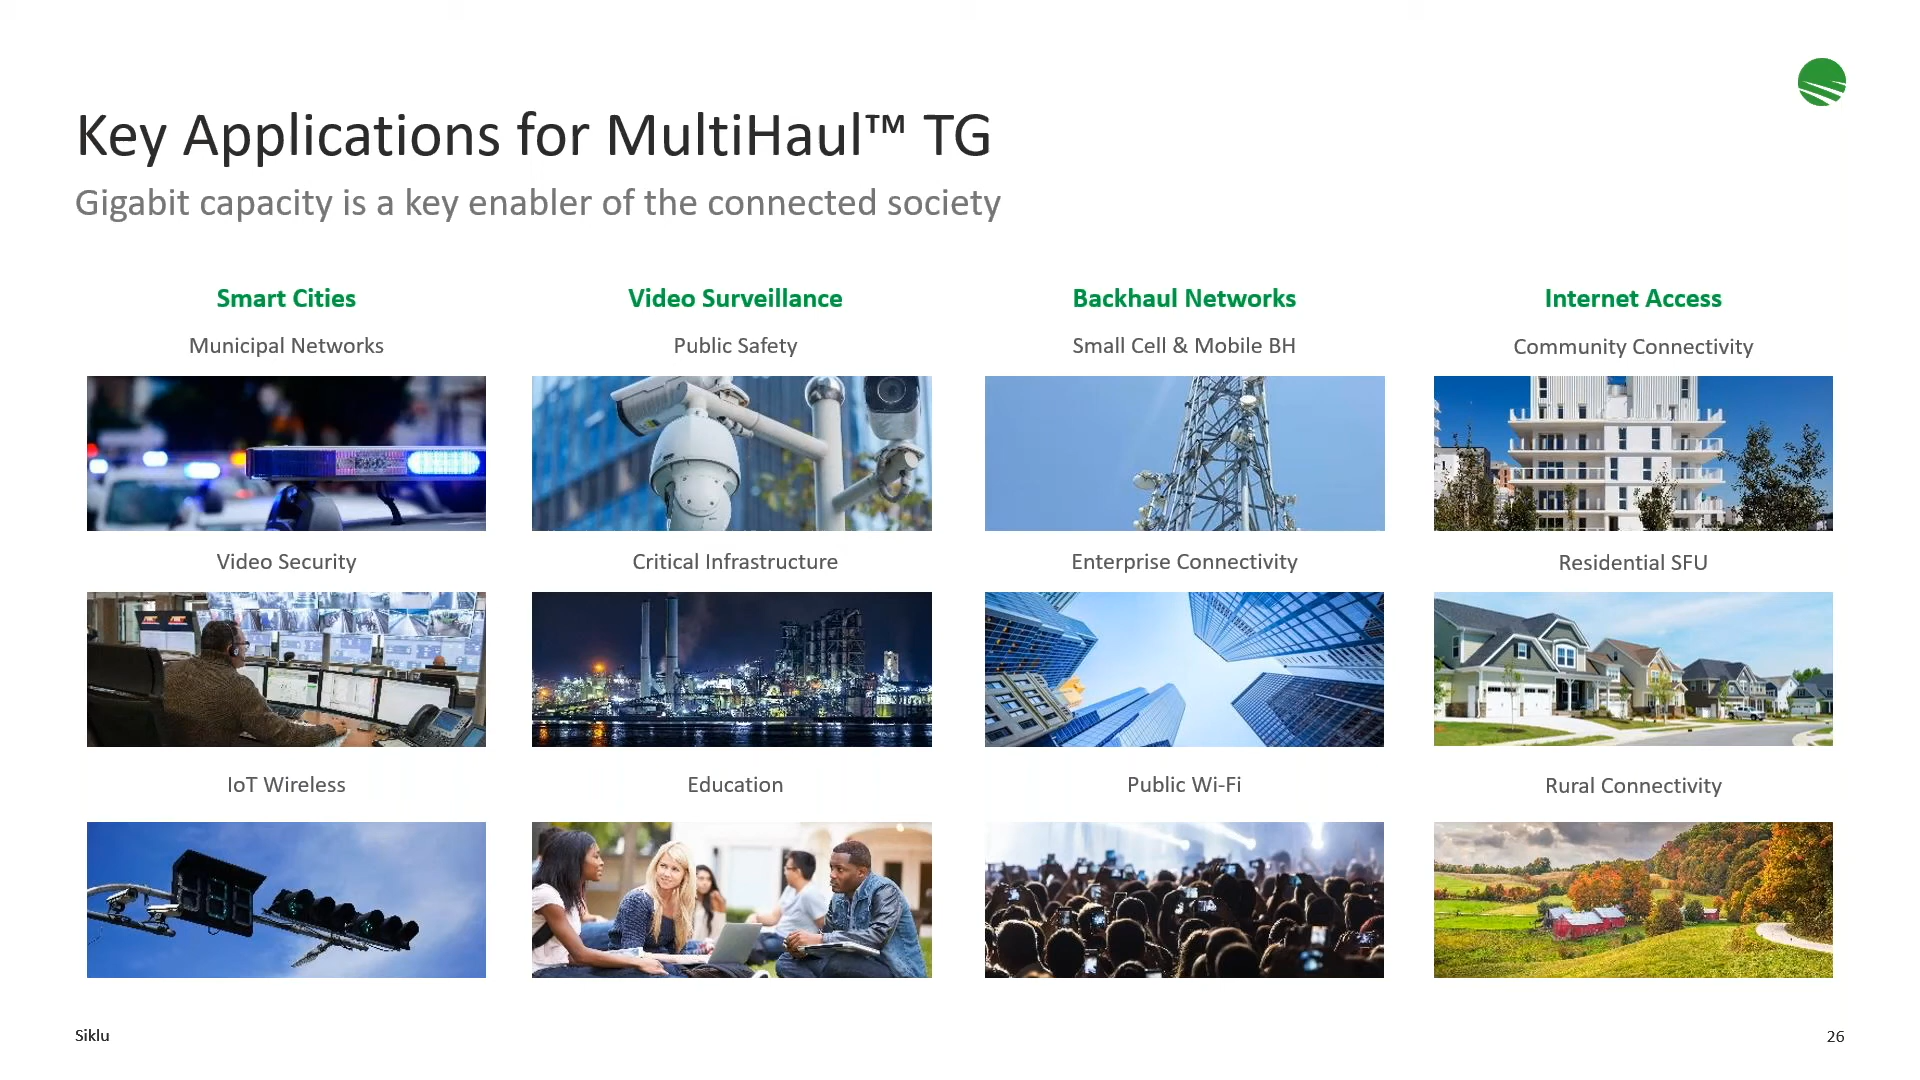 Key Applications for MultiHaul™ TG
Gigabit capacity is a key enabler of the connected society
Smart Cities
Video Surveillance
Backhaul Networks
Internet Access
Municipal Networks
Public Safety
Small Cell & Mobile BH
Community Connectivity
Video Security
Critical Infrastructure
Enterprise Connectivity
Residential SFU
IoT Wireless
Education
Public Wi-Fi
Rural Connectivity
Siklu
26